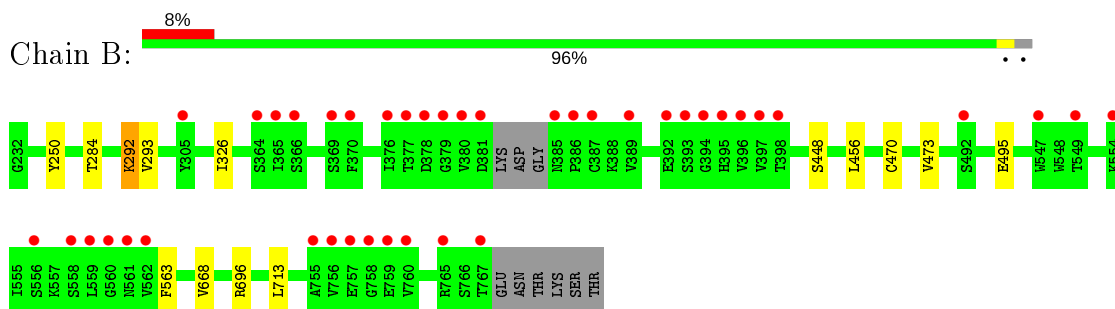 8%
Chain B:
96%
• •
G232 Y250 T284 K292 V293 Y305 I326 S364 I365 S366 S369 F370 I376 T377 D378 G379 V380 D381 LYS ASP GLY N385 P386 C387 K388 V389 E392 S393 G394 H395 V396 V397 T398 S448 L456 C470 V473 S492 E495 W547 W548 T549 K554
I555 S556 K557 S558 L559 G560 N561 V562 F563 V668 R696 L713 A755 V756 E757 G758 E759 V760 R765 S766 T767 GLU ASN THR LYS SER THR